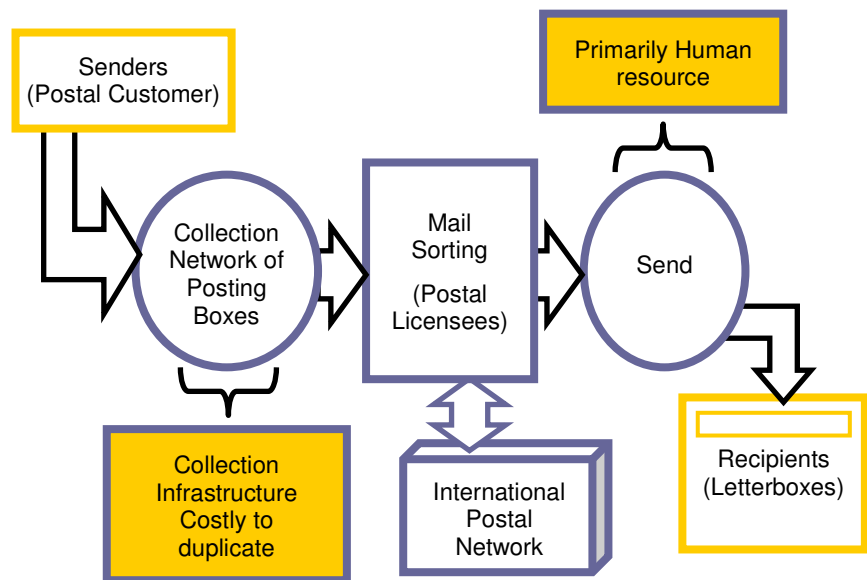 Senders
(Postal Customer)
Primarily Human
resource
Collection
Network of
Posting
Boxes
Mail
Sorting
(Postal
Licensees)
Send
Collection
Infrastructure
Costly to
duplicate
International
Postal
Network
Recipients
(Letterboxes)